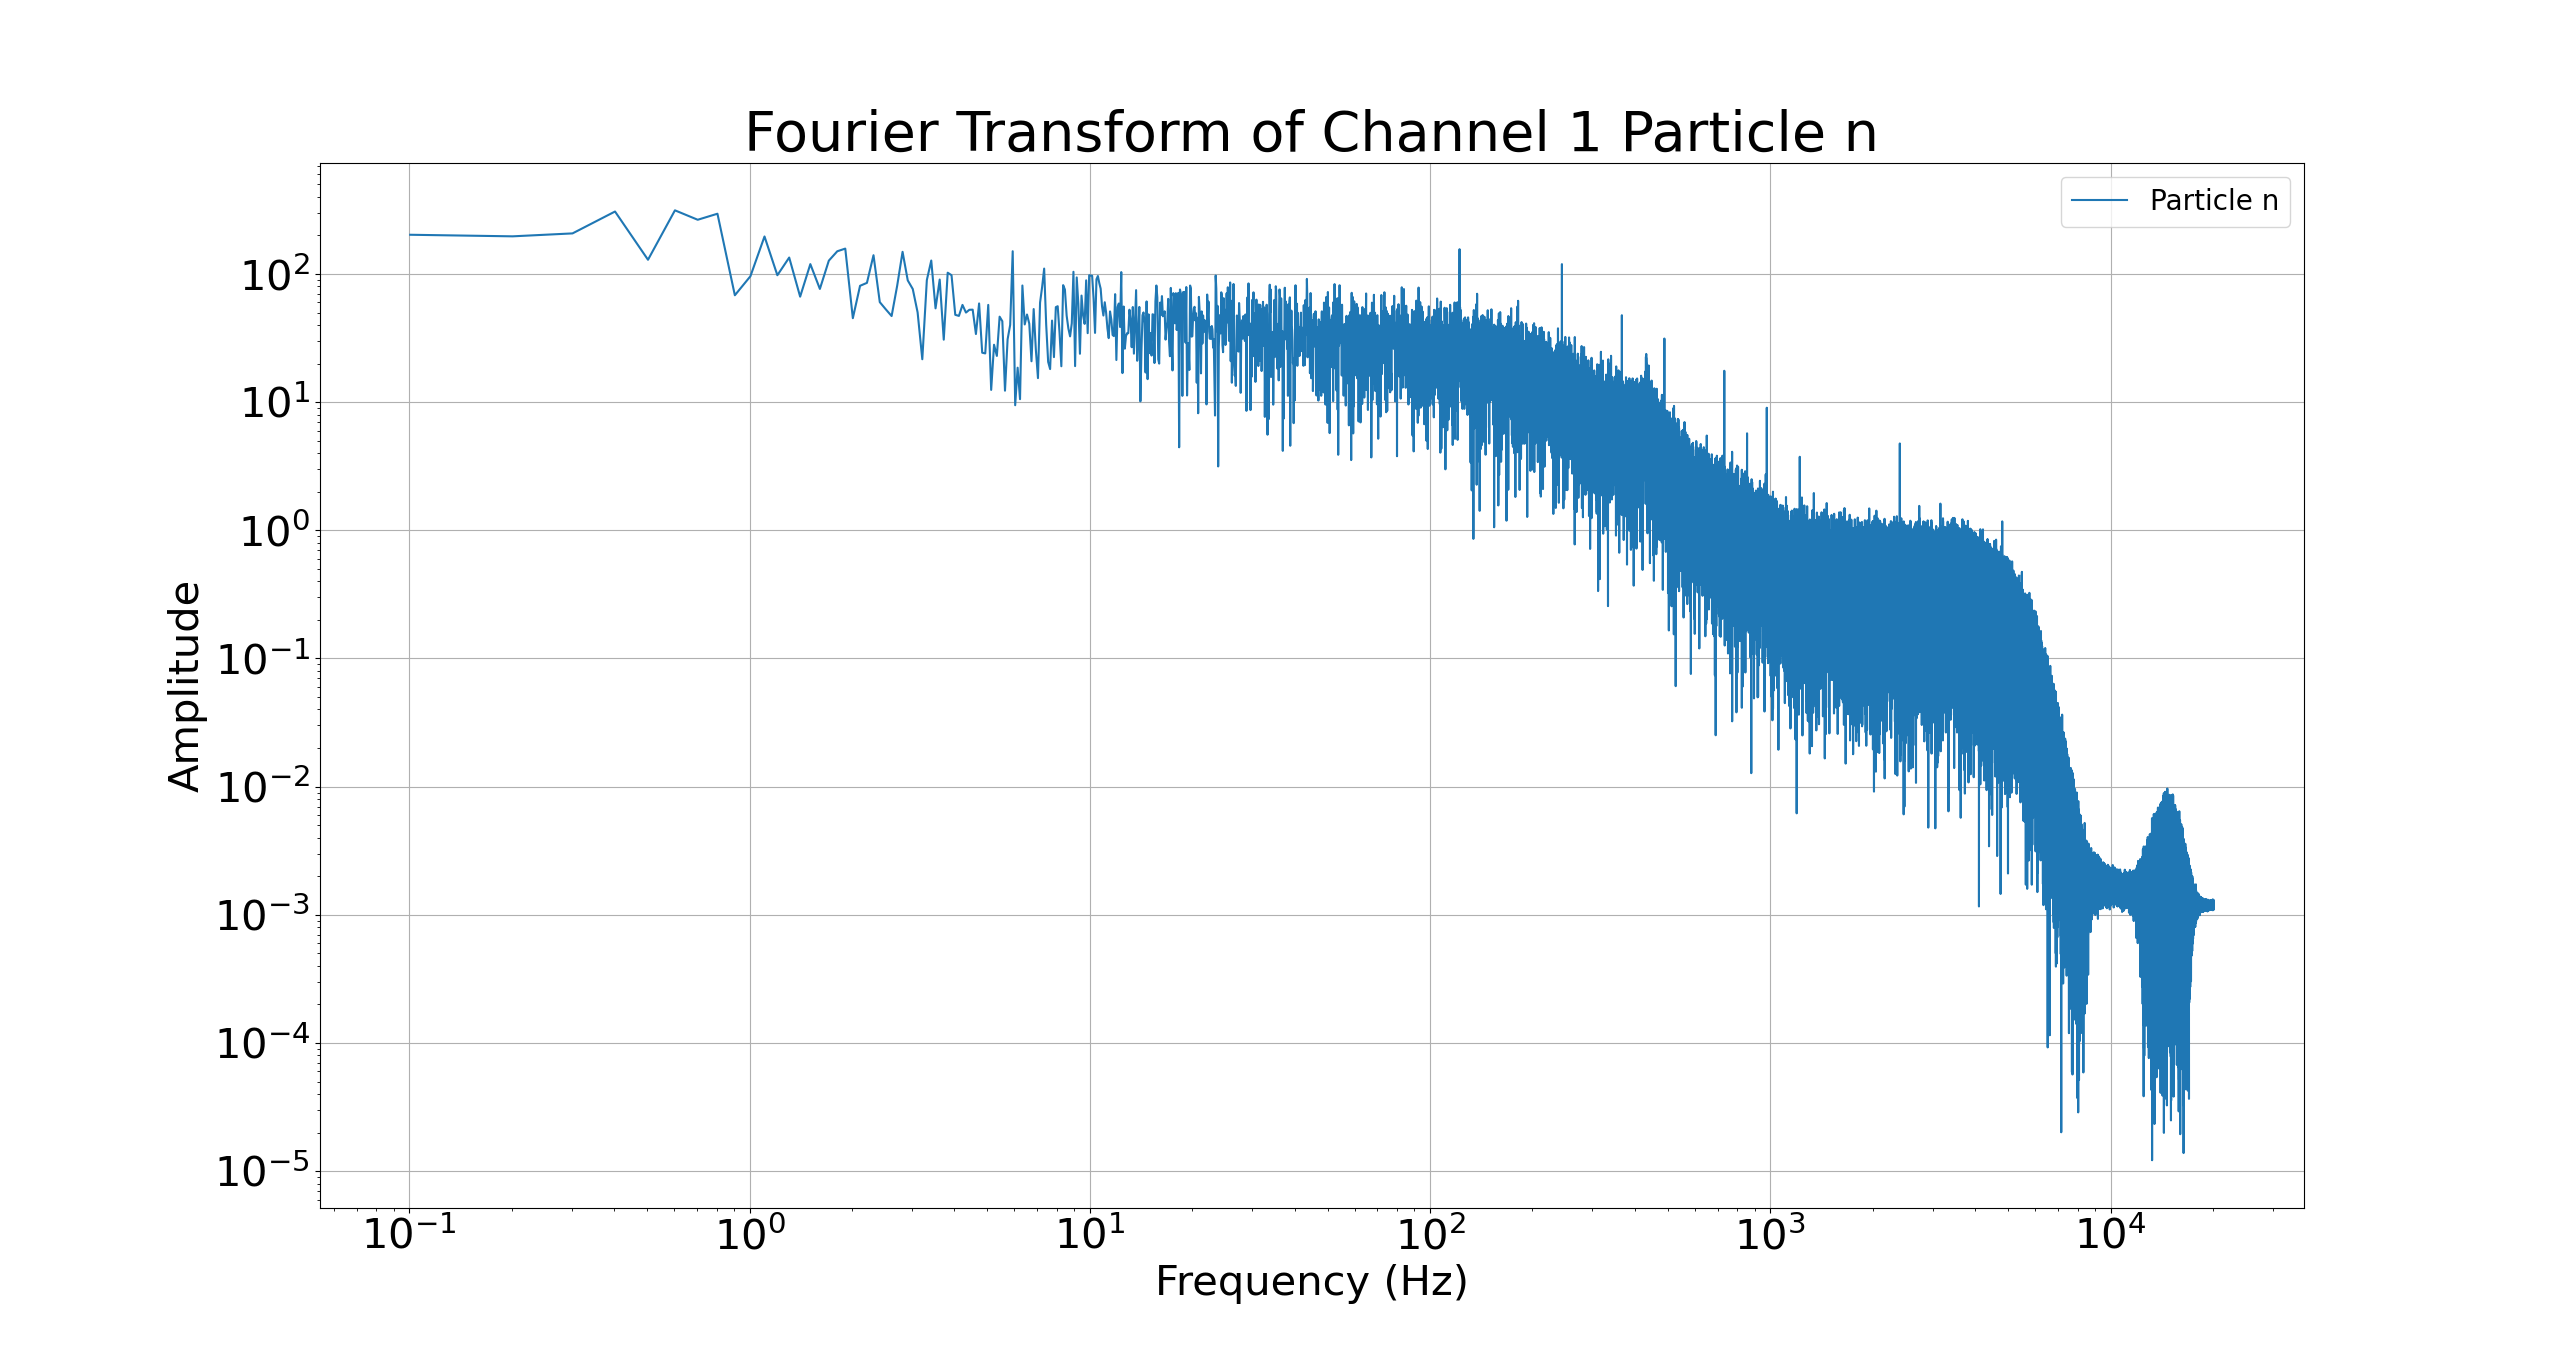 Fourier Transform of Channel 1 Particle n
Particle n
10²
10¹
10⁰
10⁻¹
10⁻²
10⁻³
10⁻⁴
10⁻⁵
Amplitude
10⁻¹ 10⁰ 10¹ 10² 10³ 10⁴
Frequency (Hz)